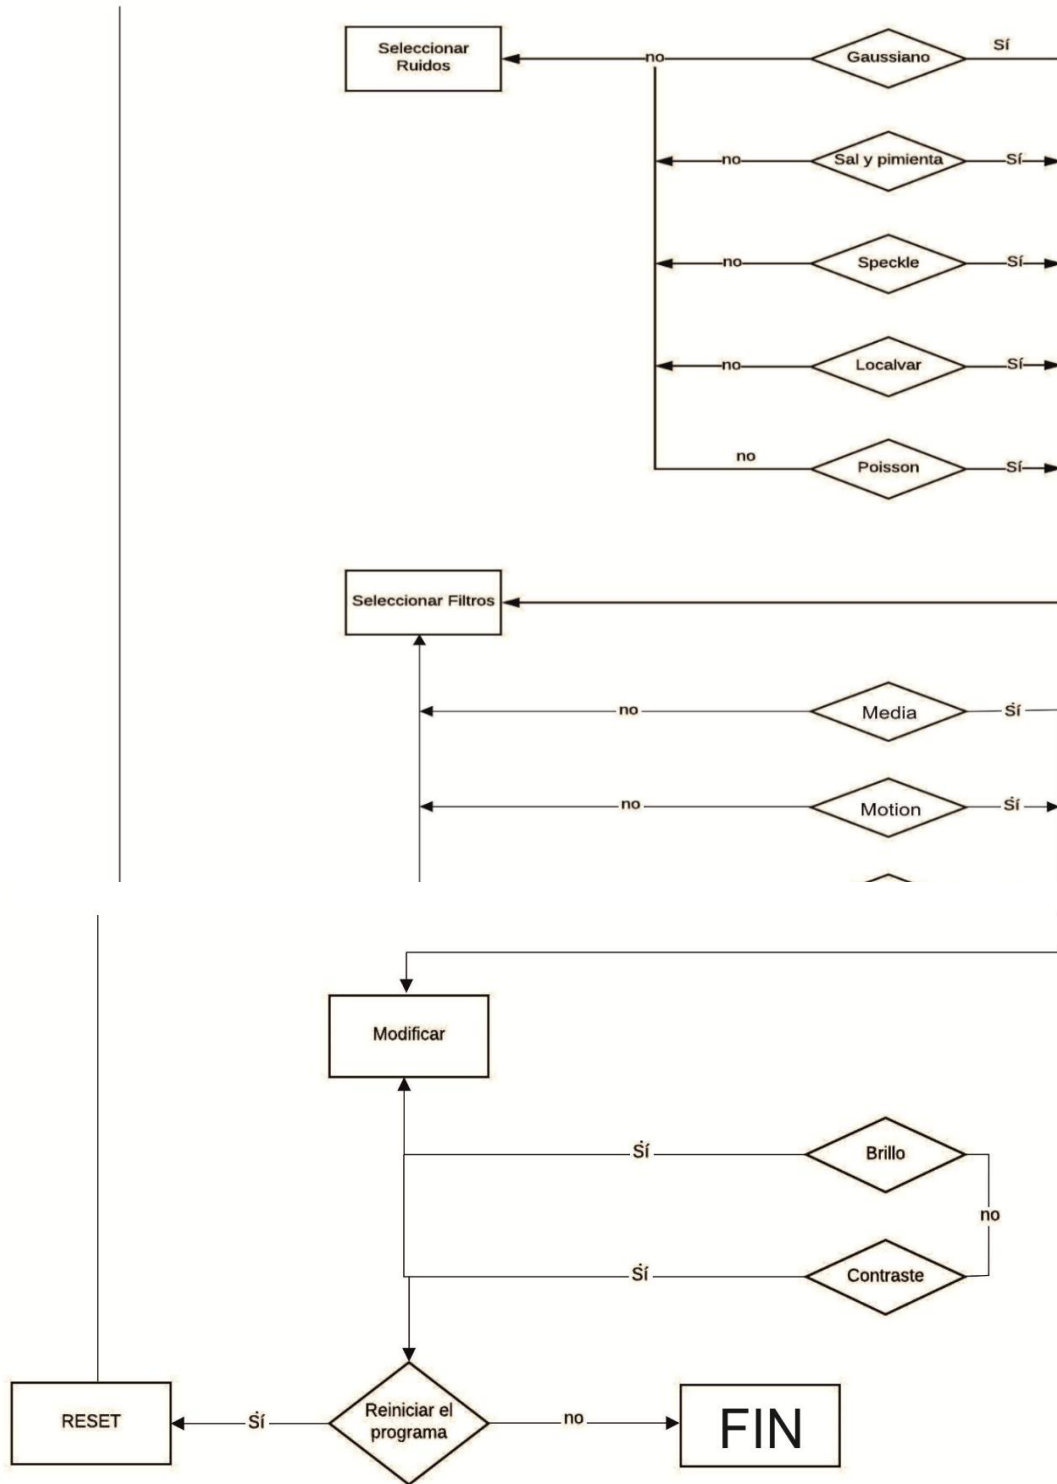 Seleccionar
Ruidos
no
Gaussiano
Sí
no
Sal y pimienta
Sí
no
Speckle
Sí
no
Localvar
Sí
no
Poisson
Sí
Seleccionar Filtros
no
Media
Sí
no
Motion
Sí
Modificar
Sí
Brillo
no
Sí
Contraste
RESET
Sí
Reiniciar el
programa
no
FIN